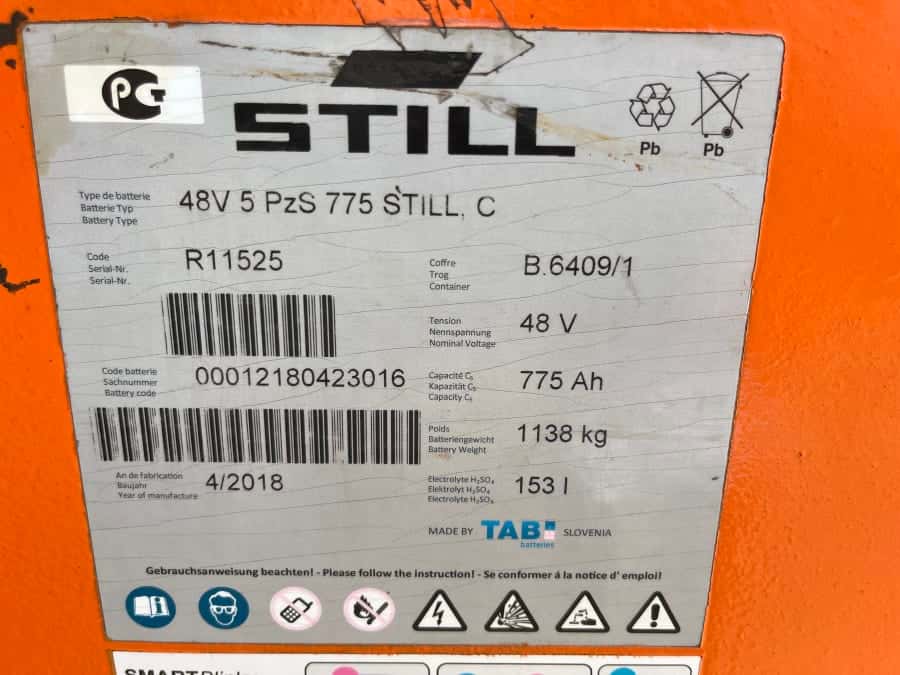 РСТ
STILL
Pb
Pb
Type de batterie
Batterie Typ
Battery Type
48V 5 PzS 775 STILL, C
Code
Serial-Nr.
Serial-Nr.
R11525
Coffre
Trog
Container
B.6409/1
Tension
Nennspannung
Nominal Voltage
48 V
Code batterie
Sachnummer
Battery code
00012180423016
Capacité C₅
Kapazität C₅
Capacity C₅
775 Ah
Poids
Batteriengewicht
Battery Weight
1138 kg
An de fabrication
Baujahr
Year of manufacture
4/2018
Electrolyte H₂SO₄
Elektrolyt H₂SO₄
Electrolyte H₂SO₄
153 l
MADE BY TAB batteries SLOVENIA
Gebrauchsanweisung beachten! - Please follow the instruction! - Se conformer á la notice d' emploi!